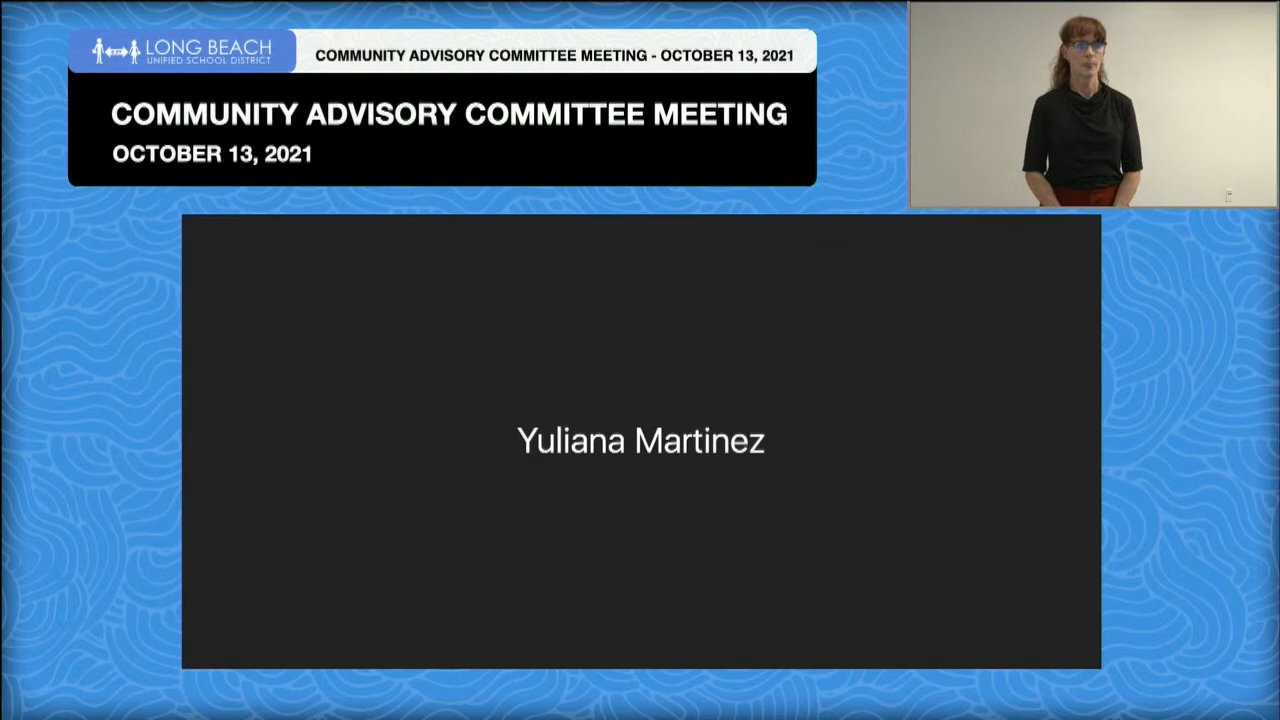 LONG BEACH
UNIFIED SCHOOL DISTRICT
COMMUNITY ADVISORY COMMITTEE MEETING - OCTOBER 13, 2021
COMMUNITY ADVISORY COMMITTEE MEETING
OCTOBER 13, 2021
Yuliana Martinez